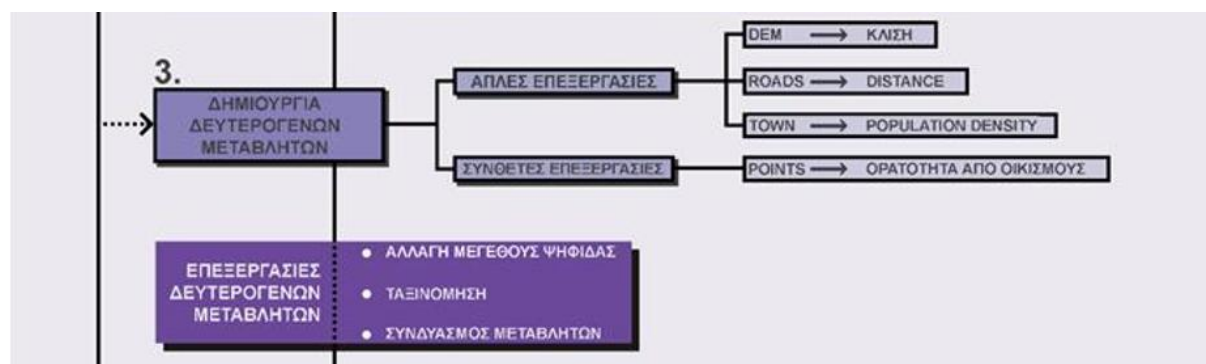 3.
ΔΗΜΙΟΥΡΓΙΑ
ΔΕΥΤΕΡΟΓΕΝΩΝ
ΜΕΤΑΒΛΗΤΩΝ
ΑΠΛΕΣ ΕΠΕΞΕΡΓΑΣΙΕΣ
DEM ⟶ ΚΛΙΣΗ
ROADS ⟶ DISTANCE
TOWN ⟶ POPULATION DENSITY
ΣΥΝΘΕΤΕΣ ΕΠΕΞΕΡΓΑΣΙΕΣ
POINTS ⟶ ΟΡΑΤΟΤΗΤΑ ΑΠΟ ΟΙΚΙΣΜΟΥΣ
ΕΠΕΞΕΡΓΑΣΙΕΣ
ΔΕΥΤΕΡΟΓΕΝΩΝ
ΜΕΤΑΒΛΗΤΩΝ
● ΑΛΛΑΓΗ ΜΕΓΕΘΟΥΣ ΨΗΦΙΔΑΣ
● ΤΑΞΙΝΟΜΗΣΗ
● ΣΥΝΔΥΑΣΜΟΣ ΜΕΤΑΒΛΗΤΩΝ